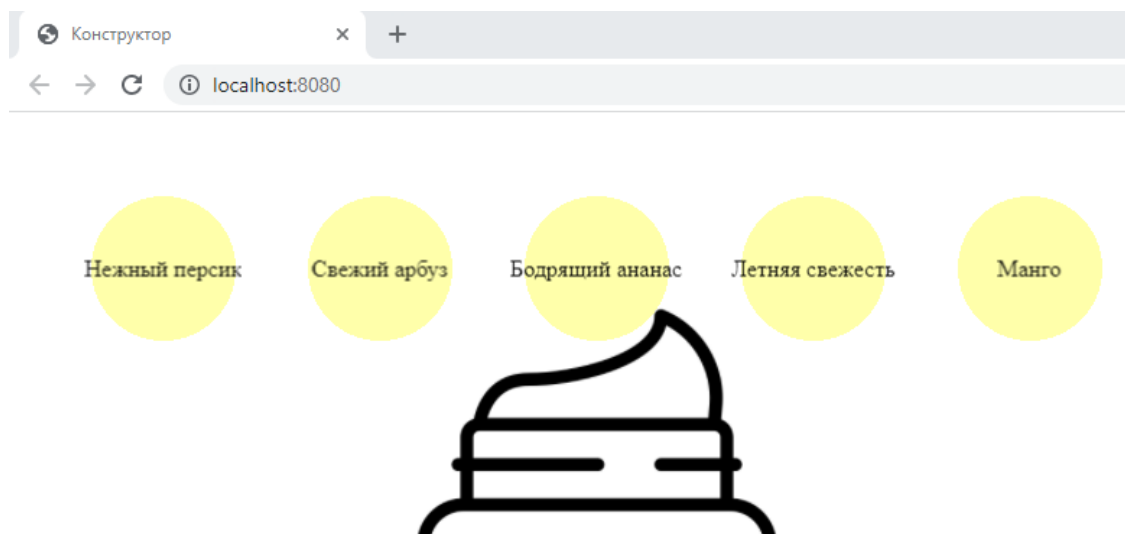 Конструктор
localhost:8080
Нежный персик Свежий арбуз Бодрящий ананас Летняя свежесть Манго